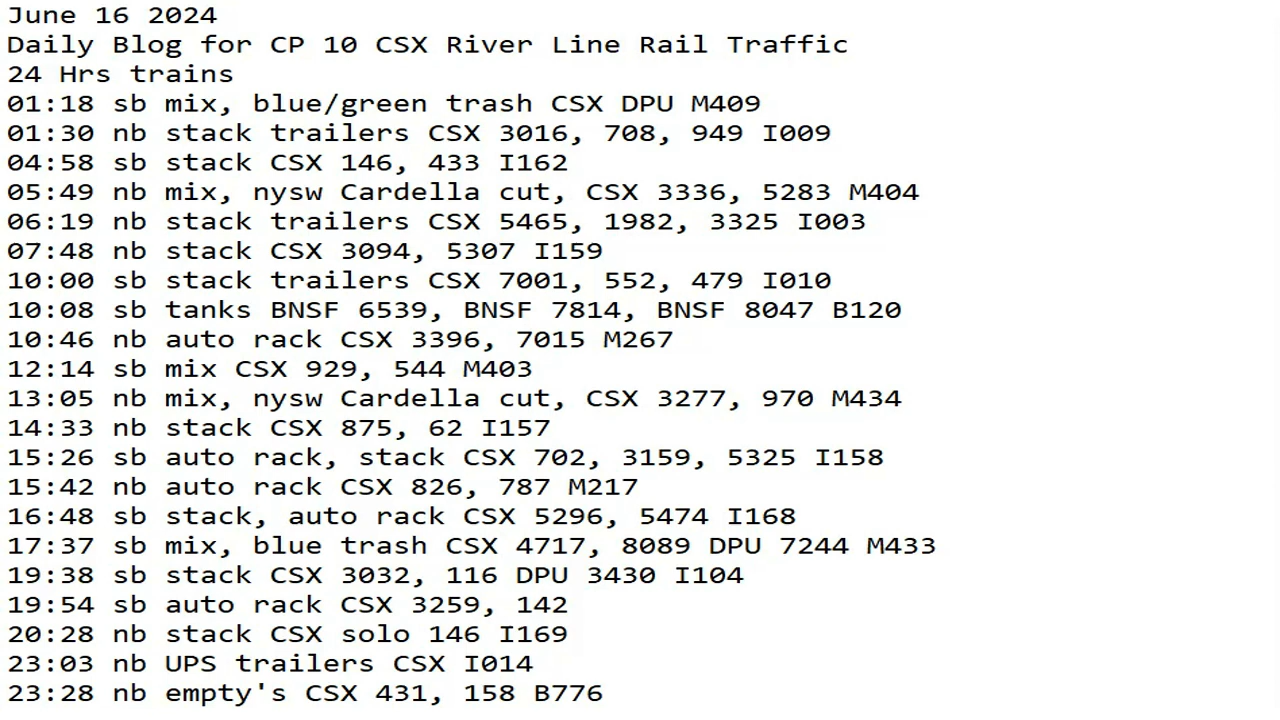 June 16 2024
Daily Blog for CP 10 CSX River Line Rail Traffic
24 Hrs trains
01:18 sb mix, blue/green trash CSX DPU M409
01:30 nb stack trailers CSX 3016, 708, 949 I009
04:58 sb stack CSX 146, 433 I162
05:49 nb mix, nysw Cardella cut, CSX 3336, 5283 M404
06:19 nb stack trailers CSX 5465, 1982, 3325 I003
07:48 nb stack CSX 3094, 5307 I159
10:00 sb stack trailers CSX 7001, 552, 479 I010
10:08 sb tanks BNSF 6539, BNSF 7814, BNSF 8047 B120
10:46 nb auto rack CSX 3396, 7015 M267
12:14 sb mix CSX 929, 544 M403
13:05 nb mix, nysw Cardella cut, CSX 3277, 970 M434
14:33 nb stack CSX 875, 62 I157
15:26 sb auto rack, stack CSX 702, 3159, 5325 I158
15:42 nb auto rack CSX 826, 787 M217
16:48 sb stack, auto rack CSX 5296, 5474 I168
17:37 sb mix, blue trash CSX 4717, 8089 DPU 7244 M433
19:38 sb stack CSX 3032, 116 DPU 3430 I104
19:54 sb auto rack CSX 3259, 142
20:28 nb stack CSX solo 146 I169
23:03 nb UPS trailers CSX I014
23:28 nb empty's CSX 431, 158 B776